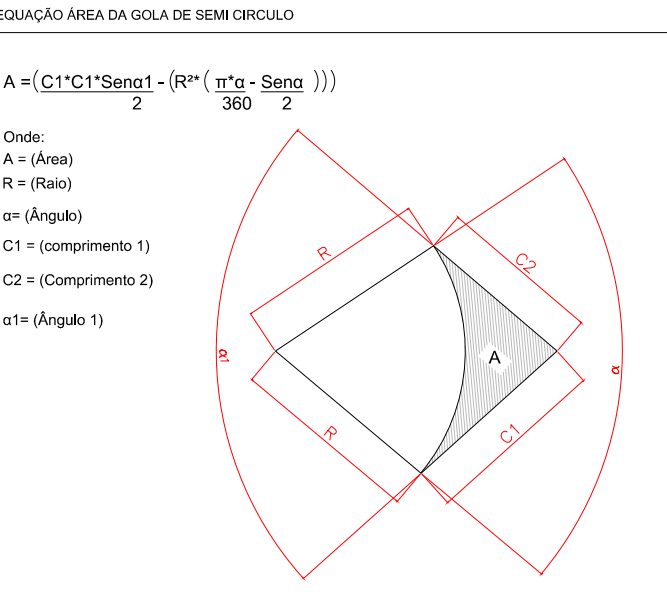 EQUAÇÃO ÁREA DA GOLA DE SEMI CIRCULO
A =(C1*C1*Senα1/2 - (R²*( π*α/360 - Senα/2 )))
Onde:
A = (Área)
R = (Raio)
α= (Ângulo)
C1 = (comprimento 1)
C2 = (Comprimento 2)
α1= (Ângulo 1)
R
C2
α1
A
α
R
C1